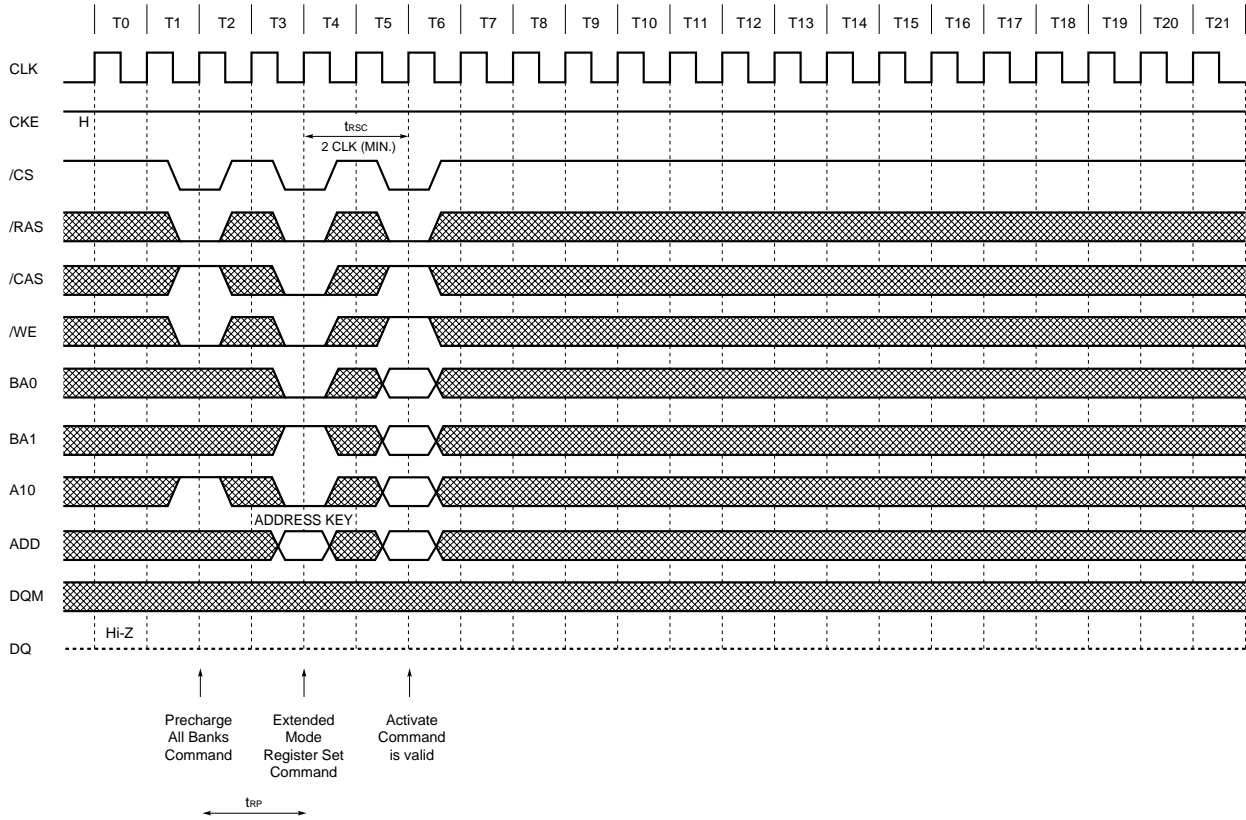 T0 T1 T2 T3 T4 T5 T6 T7 T8 T9 T10 T11 T12 T13 T14 T15 T16 T17 T18 T19 T20 T21
CLK
CKE H
tRSC
2 CLK (MIN.)
/CS
/RAS
/CAS
/WE
BA0
BA1
A10
ADDRESS KEY
ADD
DQM
Hi-Z
DQ
Precharge
All Banks
Command
Extended
Mode
Register Set
Command
Activate
Command
is valid
tRP